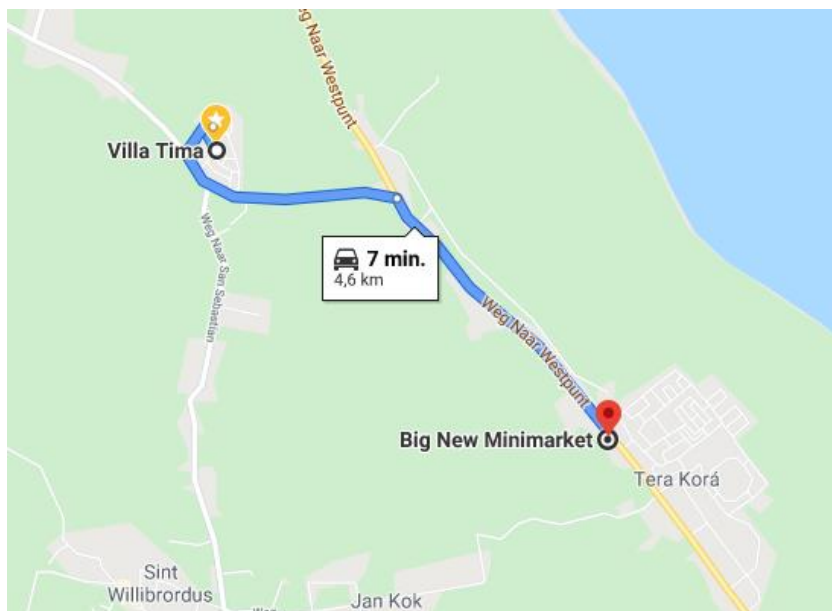 eg Naar Westpunt
Villa Tima
Weg Naar San Sebastian
7 min.
4,6 km
Weg Naar Westpunt
Big New Minimarket
Tera Korá
Sint
Willibrordus
Jan Kok